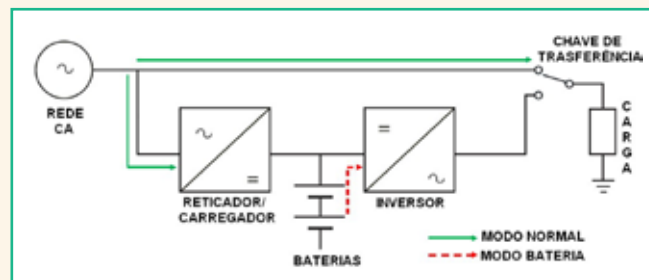 CHAVE DE
TRASFERÊNCIA
REDE
CA
C
A
R
G
A
RETICADOR/
CARREGADOR
INVERSOR
BATERIAS
MODO NORMAL
MODO BATERIA